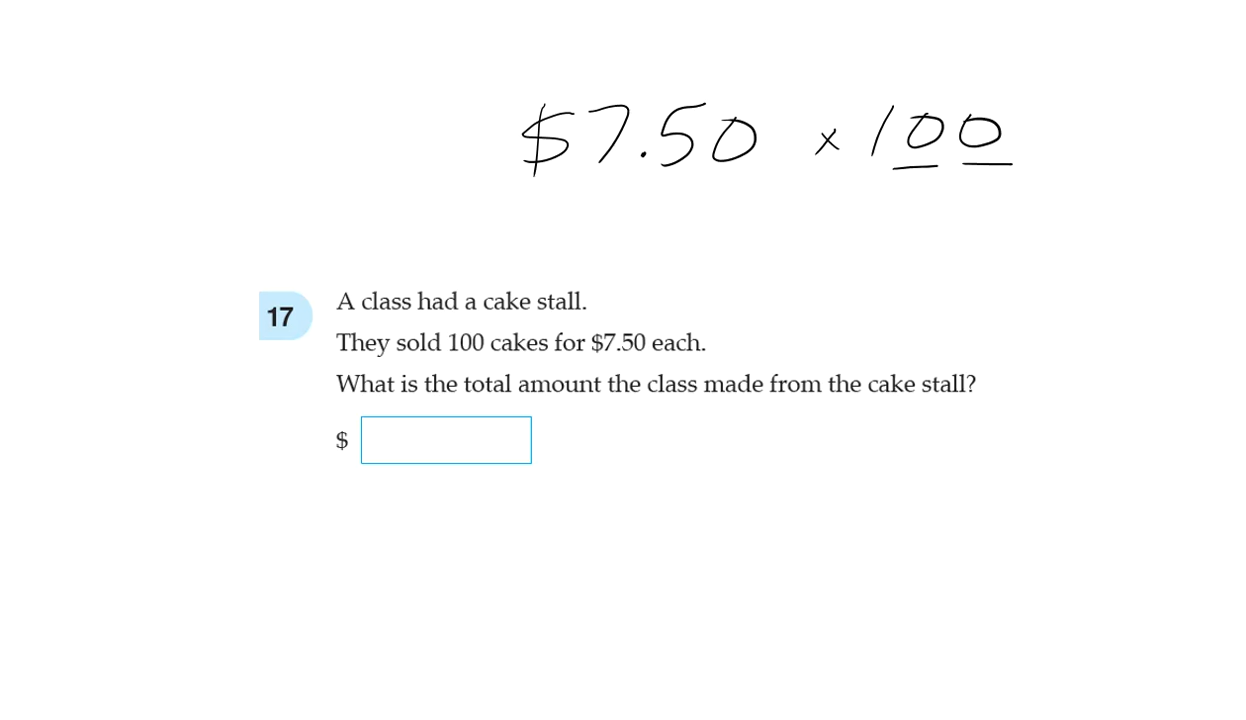 $7.50 × 100
17
A class had a cake stall.
They sold 100 cakes for $7.50 each.
What is the total amount the class made from the cake stall?
$